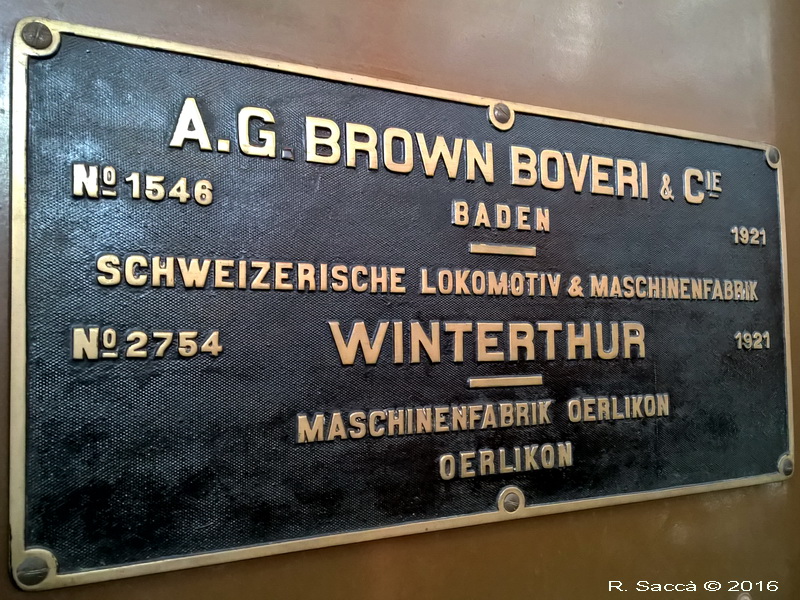 A.G. BROWN BOVERI & CIE
No 1546
BADEN
1921
SCHWEIZERISCHE LOKOMOTIV & MASCHINENFABRIK
No 2754 WINTERTHUR 1921
MASCHINENFABRIK OERLIKON
OERLIKON
R. Saccà © 2016